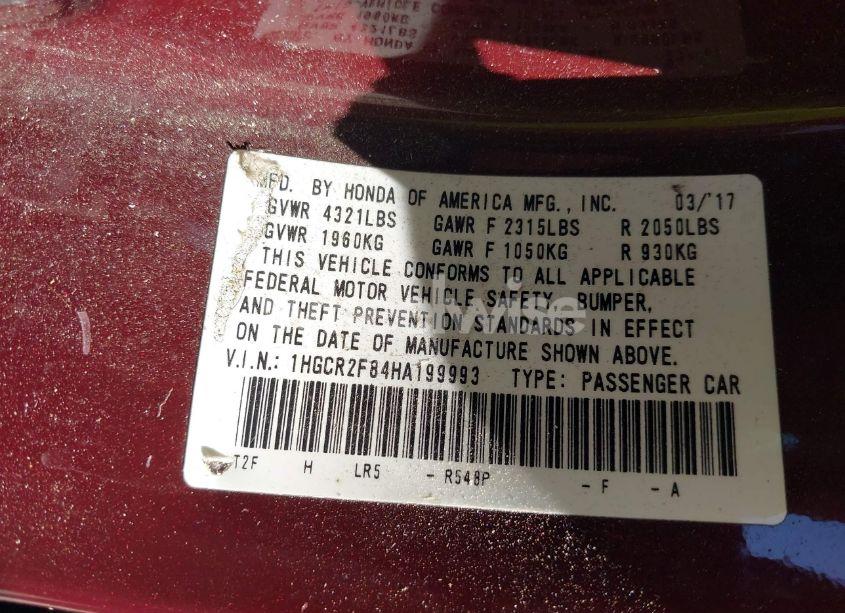 MFD. BY HONDA OF AMERICA MFG., INC. 03/'17
GVWR 4321LBS GAWR F 2315LBS R 2050LBS
GVWR 1960KG GAWR F 1050KG R 930KG
THIS VEHICLE CONFORMS TO ALL APPLICABLE
FEDERAL MOTOR VEHICLE SAFETY, BUMPER,
AND THEFT PREVENTION STANDARDS IN EFFECT
ON THE DATE OF MANUFACTURE SHOWN ABOVE.
V.I.N.: 1HGCR2F84HA199993 TYPE: PASSENGER CAR
T2F H LR5 - R548P - F - A